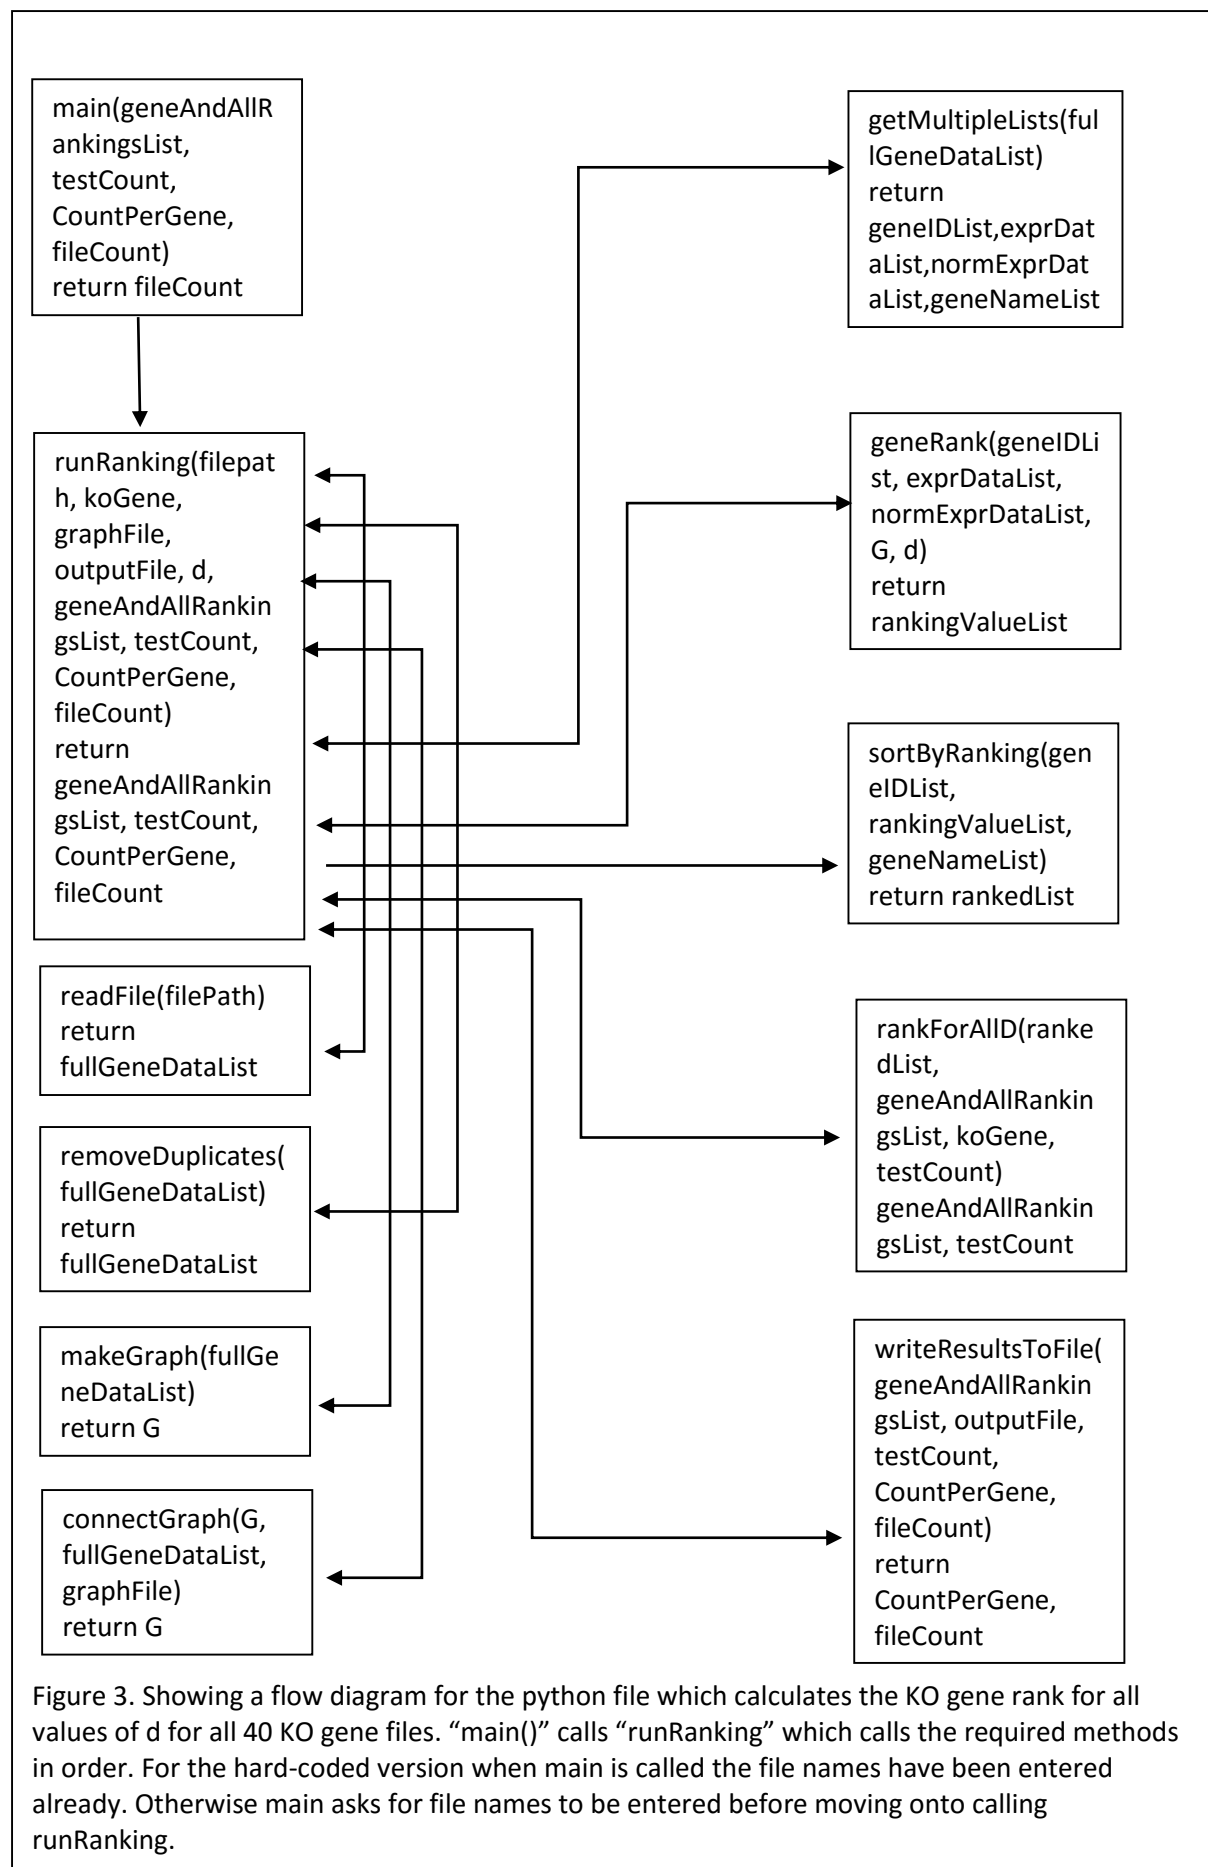 main(geneAndAllR
ankingsList,
testCount,
CountPerGene,
fileCount)
return fileCount
runRanking(filepat
h, koGene,
graphFile,
outputFile, d,
geneAndAllRankin
gsList, testCount,
CountPerGene,
fileCount)
return
geneAndAllRankin
gsList, testCount,
CountPerGene,
fileCount
readFile(filePath)
return
fullGeneDataList
removeDuplicates(
fullGeneDataList)
return
fullGeneDataList
makeGraph(fullGe
neDataList)
return G
connectGraph(G,
fullGeneDataList,
graphFile)
return G
getMultipleLists(ful
lGeneDataList)
return
geneIDList,exprDat
aList,normExprDat
aList,geneNameList
geneRank(geneIDLi
st, exprDataList,
normExprDataList,
G, d)
return
rankingValueList
sortByRanking(gen
eIDList,
rankingValueList,
geneNameList)
return rankedList
rankForAllD(ranke
dList,
geneAndAllRankin
gsList, koGene,
testCount)
geneAndAllRankin
gsList, testCount
writeResultsToFile(
geneAndAllRankin
gsList, outputFile,
testCount,
CountPerGene,
fileCount)
return
CountPerGene,
fileCount
Figure 3. Showing a flow diagram for the python file which calculates the KO gene rank for all
values of d for all 40 KO gene files. “main()” calls “runRanking” which calls the required methods
in order. For the hard-coded version when main is called the file names have been entered
already. Otherwise main asks for file names to be entered before moving onto calling
runRanking.